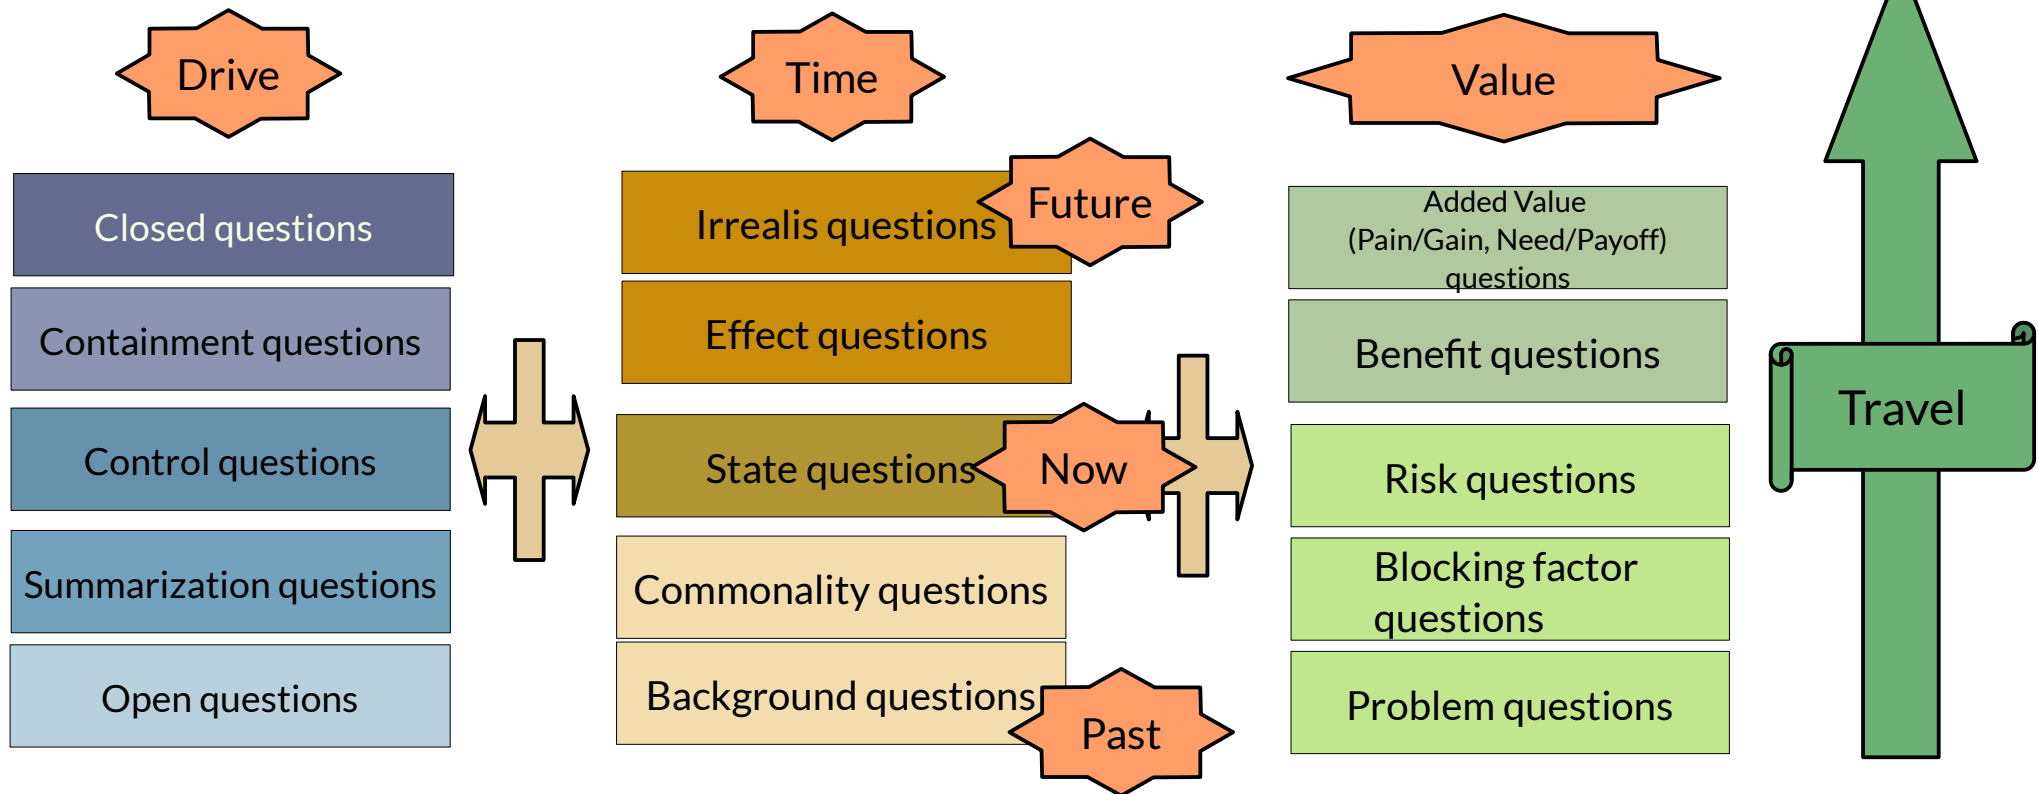 Drive
Closed questions
Containment questions
Control questions
Summarization questions
Open questions
Time
Future
Irrealis questions
Effect questions
State questions
Now
Commonality questions
Background questions
Past
Value
Added Value
(Pain/Gain, Need/Payoff)
questions
Benefit questions
Risk questions
Blocking factor
questions
Problem questions
Travel